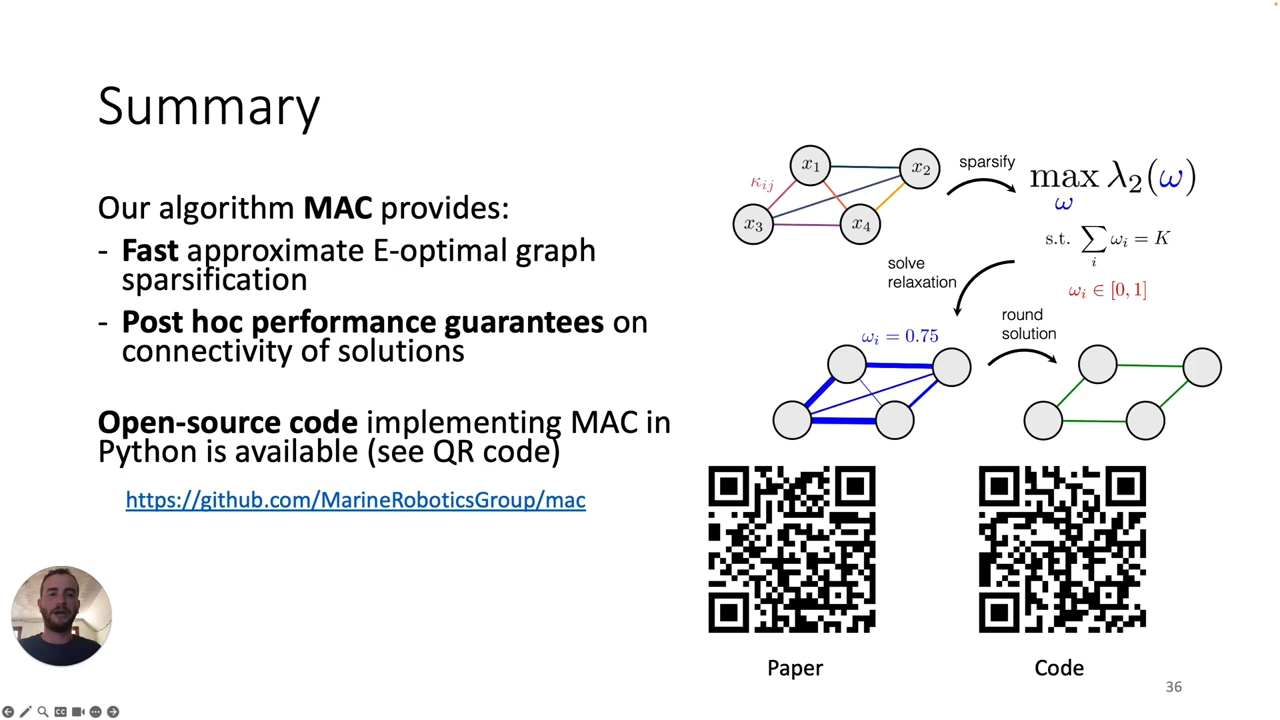 Summary
Our algorithm MAC provides:
- Fast approximate E-optimal graph
sparsification
- Post hoc performance guarantees on
connectivity of solutions
Open-source code implementing MAC in
Python is available (see QR code)
https://github.com/MarineRoboticsGroup/mac
x₁
x₂
κᵢⱼ
x₃
x₄
sparsify
max λ₂(ω)
ω
s.t. ∑ ωᵢ = K
i
ωᵢ ∈ [0, 1]
solve
relaxation
ωᵢ = 0.75
round
solution
Paper
Code
36
CC